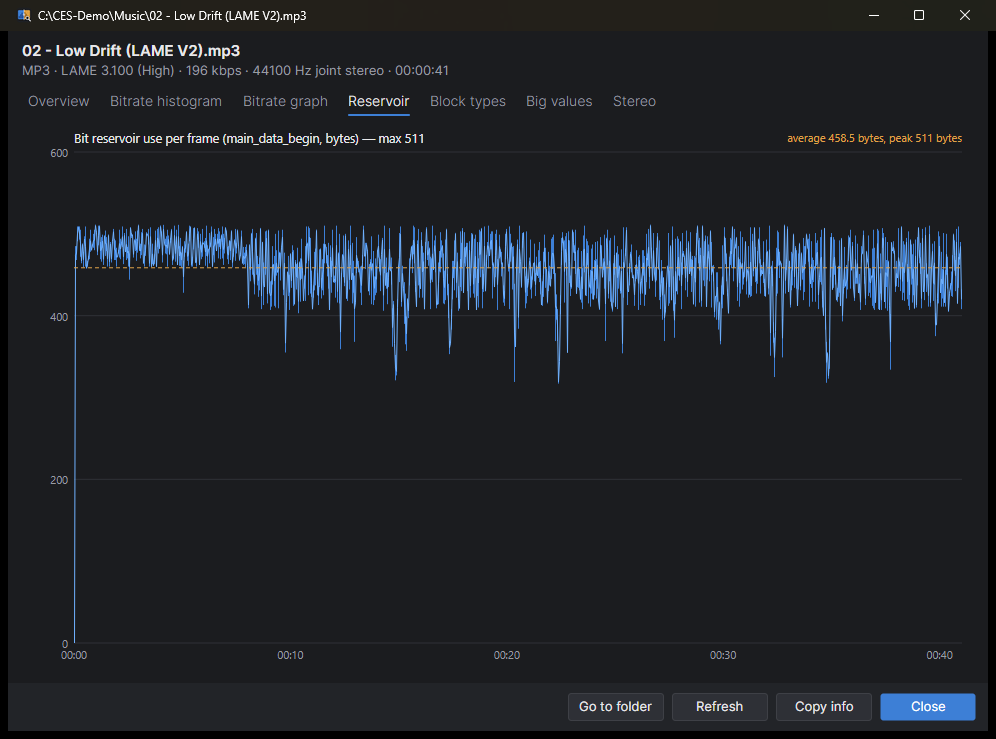 C:\CES-Demo\Music\02 - Low Drift (LAME V2).mp3
02 - Low Drift (LAME V2).mp3
MP3 · LAME 3.100 (High) · 196 kbps · 44100 Hz joint stereo · 00:00:41
Overview Bitrate histogram Bitrate graph Reservoir Block types Big values Stereo
Bit reservoir use per frame (main_data_begin, bytes) — max 511 average 458.5 bytes, peak 511 bytes
600
400
200
0
00:00 00:10 00:20 00:30 00:40
Go to folder Refresh Copy info Close